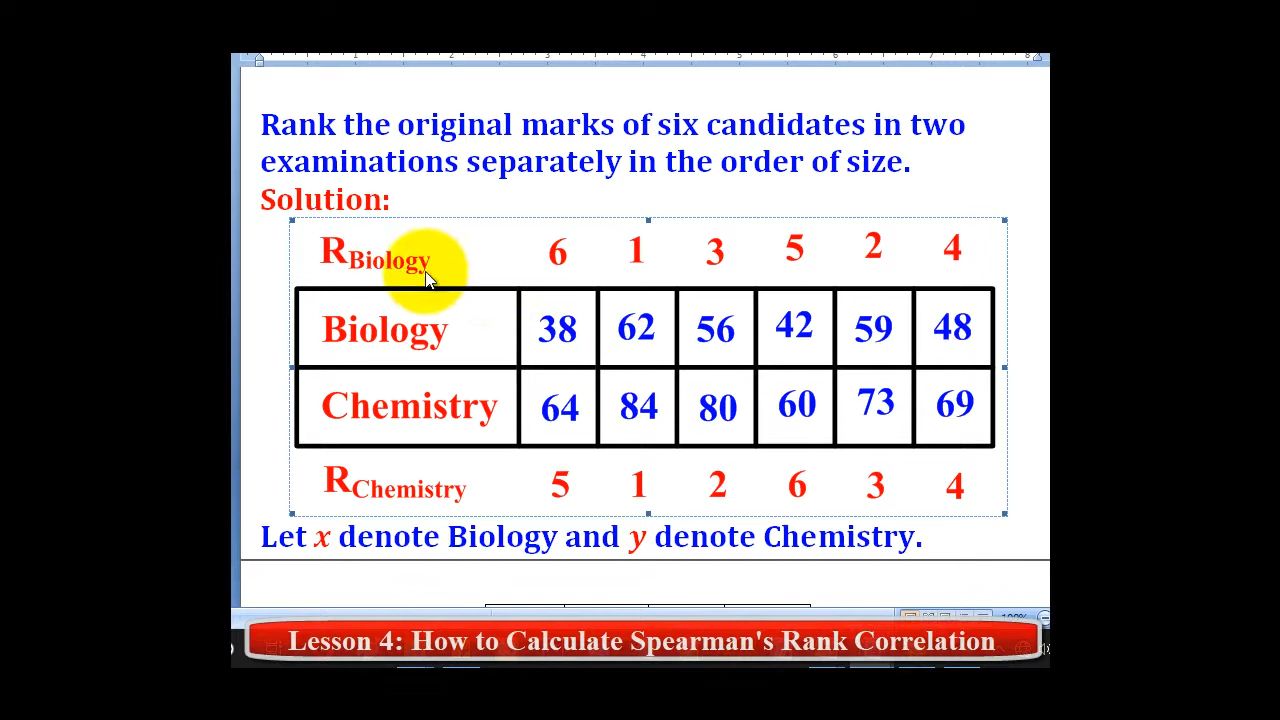 Rank the original marks of six candidates in two
examinations separately in the order of size.
Solution:
RBiology 6 1 3 5 2 4
Biology 38 62 56 42 59 48
Chemistry 64 84 80 60 73 69
RChemistry 5 1 2 6 3 4
Let x denote Biology and y denote Chemistry.
Lesson 4: How to Calculate Spearman's Rank Correlation